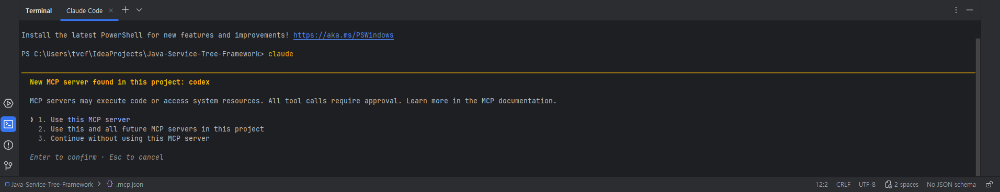 Terminal
Claude Code
Install the latest PowerShell for new features and improvements! https://aka.ms/PSWindows
PS C:\Users\tvcf\IdeaProjects\Java-Service-Tree-Framework> claude
New MCP server found in this project: codex
MCP servers may execute code or access system resources. All tool calls require approval. Learn more in the MCP documentation.
❯ 1. Use this MCP server
2. Use this and all future MCP servers in this project
3. Continue without using this MCP server
Enter to confirm · Esc to cancel
Java-Service-Tree-Framework > {} .mcp.json
12:2 CRLF UTF-8 2 spaces No JSON schema